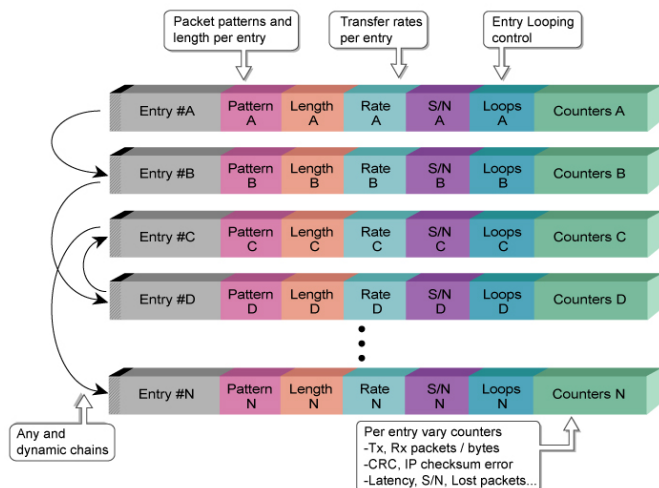 Packet patterns and
length per entry
Transfer rates
per entry
Entry Looping
control
Entry #A Pattern A Length A Rate A S/N A Loops A Counters A
Entry #B Pattern B Length B Rate B S/N B Loops B Counters B
Entry #C Pattern C Length C Rate C S/N C Loops C Counters C
Entry #D Pattern D Length D Rate D S/N D Loops D Counters D
Entry #N Pattern N Length N Rate N S/N N Loops N Counters N
Any and
dynamic chains
Per entry vary counters
-Tx, Rx packets / bytes
-CRC, IP checksum error
-Latency, S/N, Lost packets...